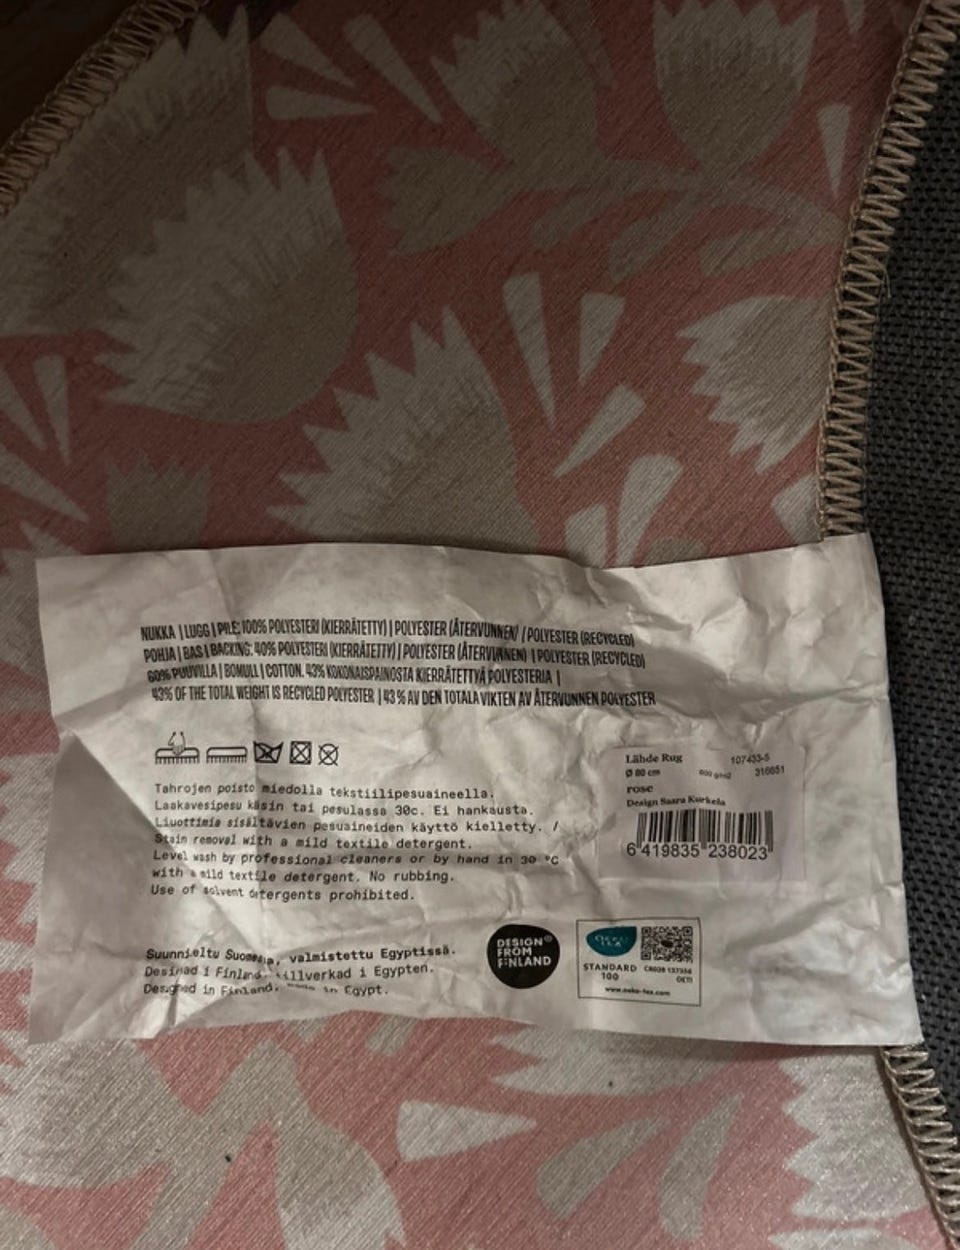 NUKKA | LUGG | PILE: 100% POLYESTERI (KIERRÄTETTY) | POLYESTER (ÅTERVUNNEN) | POLYESTER (RECYCLED)
POHJA | BAS | BACKING: 40% POLYESTERI (KIERRÄTETTY) | POLYESTER (ÅTERVUNNEN) | POLYESTER (RECYCLED)
60% PUUVILLA | BOMULL | COTTON. 43% KOKONAISPAINOSTA KIERRÄTETTYÄ POLYESTERIA |
43% OF THE TOTAL WEIGHT IS RECYCLED POLYESTER | 43 % AV DEN TOTALA VIKTEN AV ÅTERVUNNEN POLYESTER
Tahrojen poisto miedolla tekstiilipesuaineella.
Laakavesipesu käsin tai pesulassa 30c. Ei hankausta.
Liuottimia sisältävien pesuaineiden käyttö kielletty. /
Stain removal with a mild textile detergent.
Level wash by professional cleaners or by hand in 30 °C
with a mild textile detergent. No rubbing.
Use of solvent detergents prohibited.
Lähde Rug 107433-5
Ø 80 cm 800 g/m2 316651
rose
Design Saara Kurkela
6 419835 238023
Suunniteltu Suomessa, valmistettu Egyptissä.
Designad i Finland, tillverkad i Egypten.
Designed in Finland, made in Egypt.
DESIGN®
FROM
FINLAND
OEKO
TEX
STANDARD
100
OETI
www.oeko-tex.com